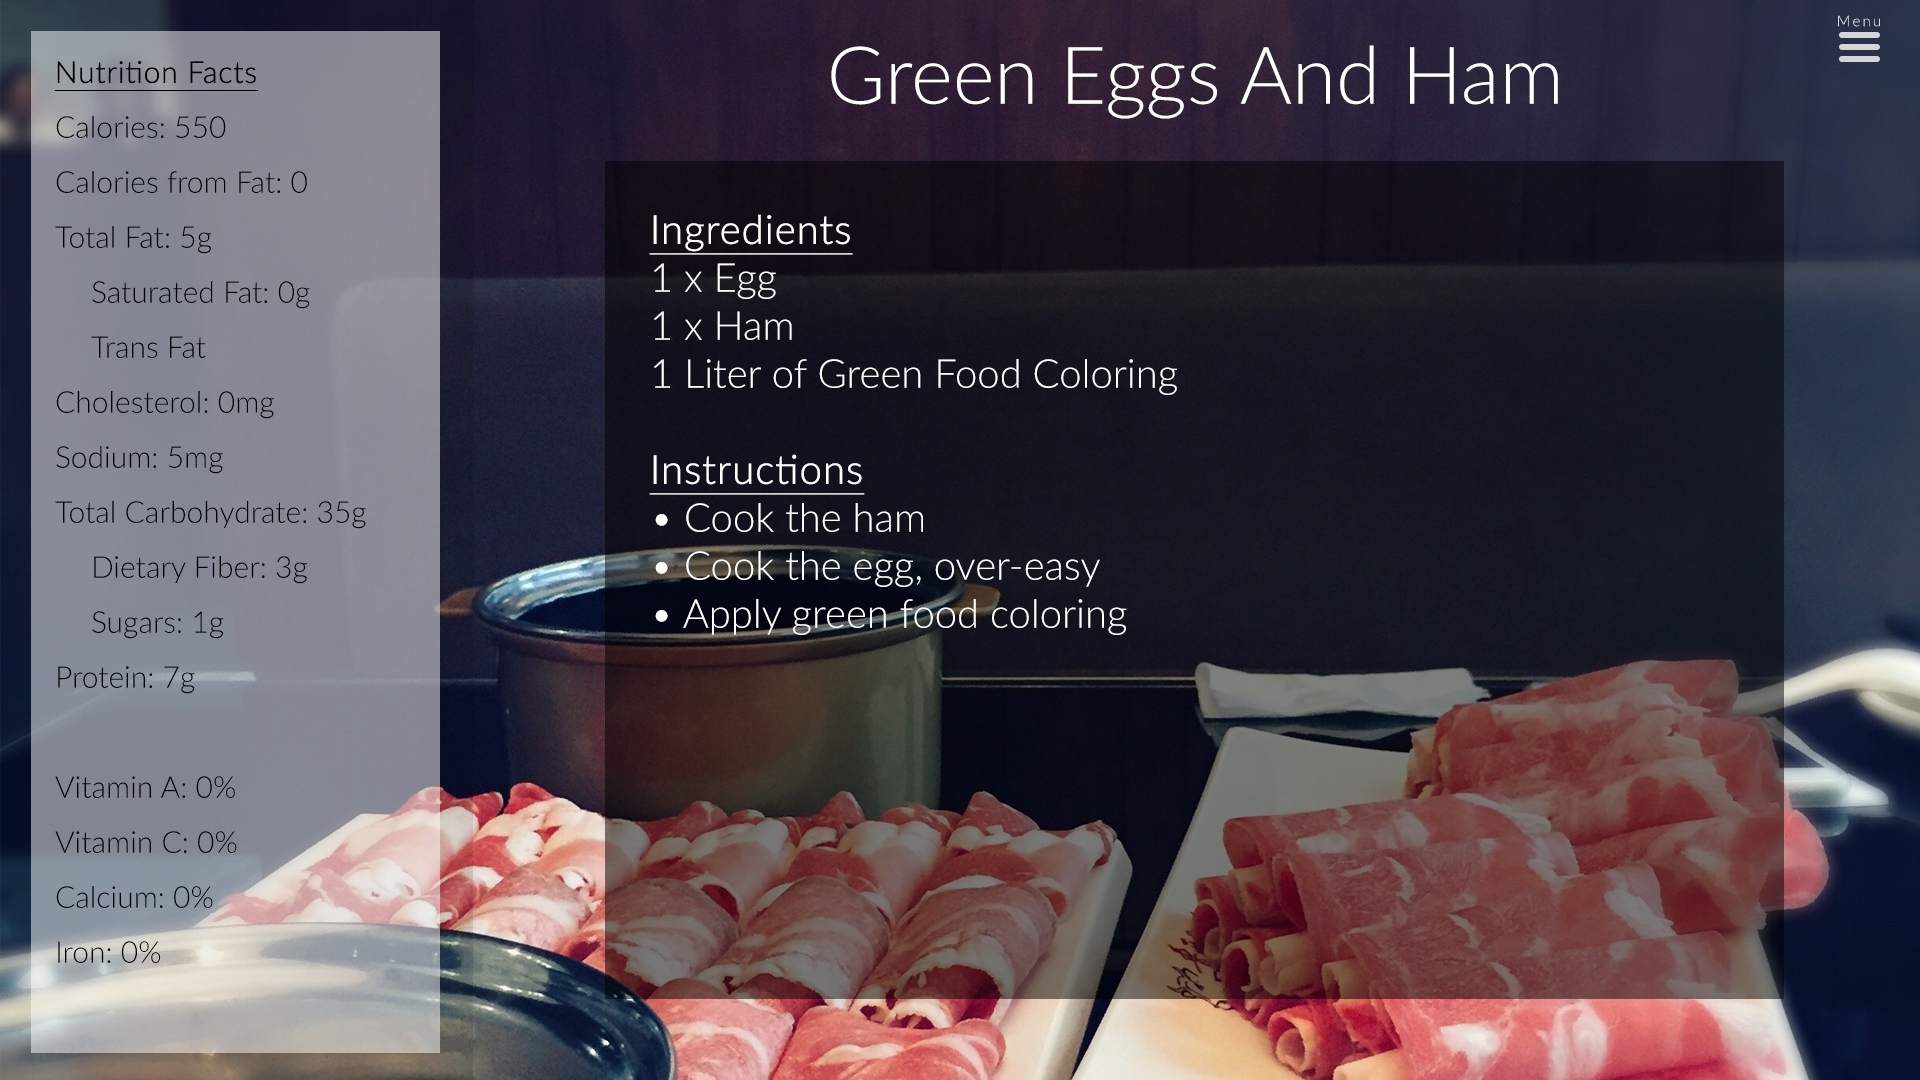 Menu
Green Eggs And Ham
Nutrition Facts
Calories: 550
Calories from Fat: 0
Total Fat: 5g
Saturated Fat: 0g
Trans Fat
Cholesterol: 0mg
Sodium: 5mg
Total Carbohydrate: 35g
Dietary Fiber: 3g
Sugars: 1g
Protein: 7g
Vitamin A: 0%
Vitamin C: 0%
Calcium: 0%
Iron: 0%
Ingredients
1 x Egg
1 x Ham
1 Liter of Green Food Coloring
Instructions
• Cook the ham
• Cook the egg, over-easy
• Apply green food coloring